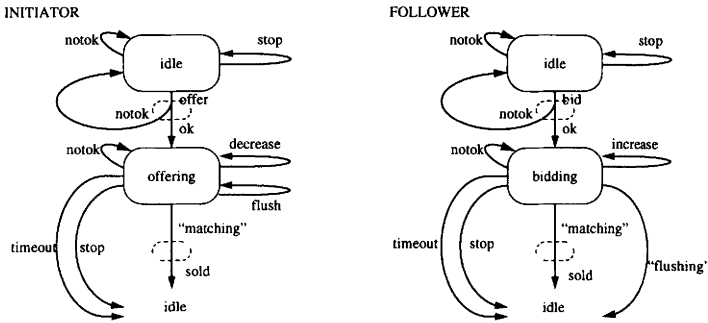 INITIATOR
notok
stop
idle
offer
notok
ok
notok
decrease
offering
flush
"matching"
timeout
stop
sold
idle
FOLLOWER
notok
stop
idle
bid
notok
ok
notok
increase
bidding
"matching"
timeout
stop
"flushing'
sold
idle